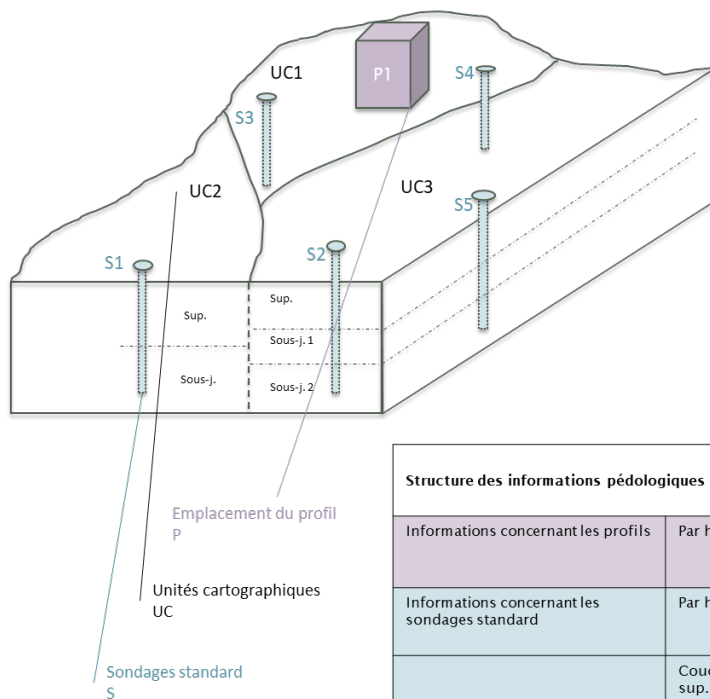 UC1
P1
S4
S3
UC2
UC3
S5
S1
S2
Sup.
Sup.
Sous-j. 1
Sous-j.
Sous-j. 2
Emplacement du profil
P
Unités cartographiques
UC
Sondages standard
S
Structure des informations pédologiques
Informations concernant les profils
Par h
Informations concernant les
sondages standard
Par h
Couc
sup.